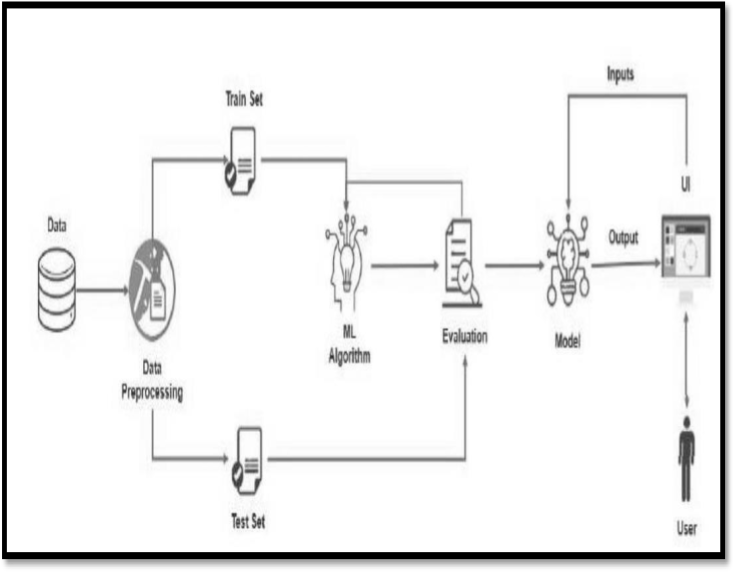 Inputs
Train Set
UI
Data
Output
ML
Algorithm
Evaluation
Model
Data
Preprocessing
Test Set
User